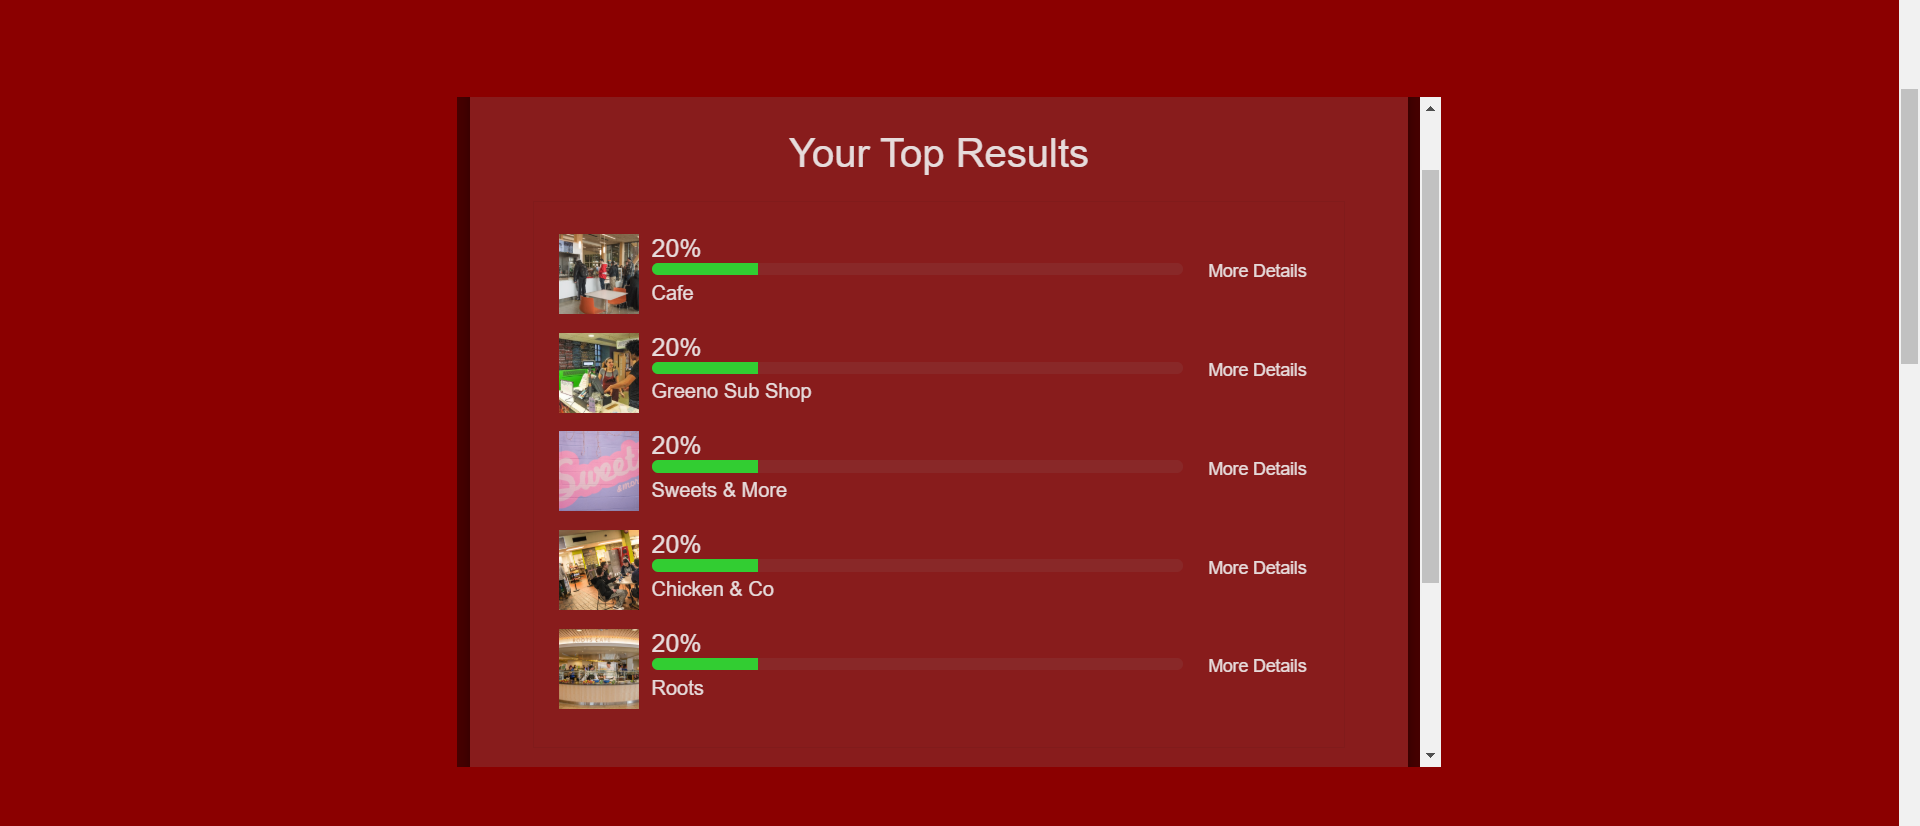 Your Top Results
20%
Cafe
More Details
20%
Greeno Sub Shop
More Details
Sweet
20%
Sweets & More
More Details
20%
Chicken & Co
More Details
20%
Roots
More Details